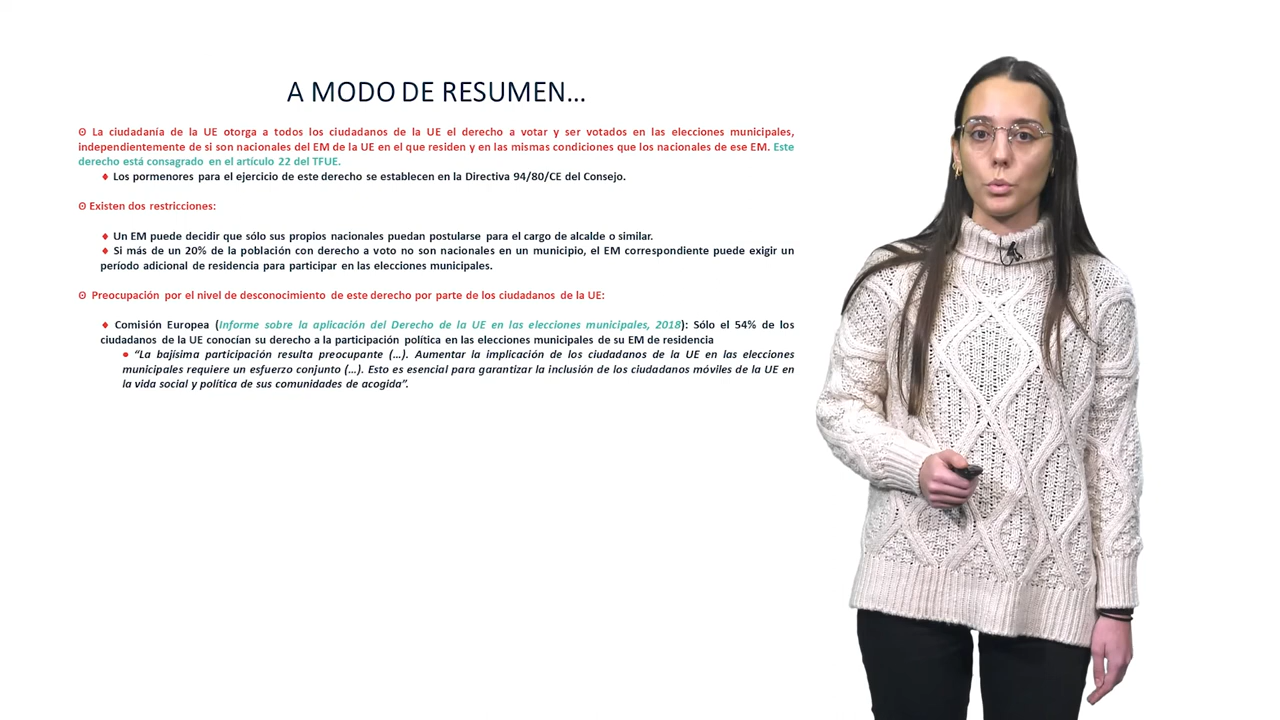 A MODO DE RESUMEN...
ʘ La ciudadanía de la UE otorga a todos los ciudadanos de la UE el derecho a votar y ser votados en las elecciones municipales,
independientemente de si son nacionales del EM de la UE en el que residen y en las mismas condiciones que los nacionales de ese EM. Este
derecho está consagrado en el artículo 22 del TFUE.
♦ Los pormenores para el ejercicio de este derecho se establecen en la Directiva 94/80/CE del Consejo.
ʘ Existen dos restricciones:
♦ Un EM puede decidir que sólo sus propios nacionales puedan postularse para el cargo de alcalde o similar.
♦ Si más de un 20% de la población con derecho a voto no son nacionales en un municipio, el EM correspondiente puede exigir un
período adicional de residencia para participar en las elecciones municipales.
ʘ Preocupación por el nivel de desconocimiento de este derecho por parte de los ciudadanos de la UE:
♦ Comisión Europea (Informe sobre la aplicación del Derecho de la UE en las elecciones municipales, 2018): Sólo el 54% de los
ciudadanos de la UE conocían su derecho a la participación política en las elecciones municipales de su EM de residencia
● “La bajísima participación resulta preocupante (...). Aumentar la implicación de los ciudadanos de la UE en las elecciones
municipales requiere un esfuerzo conjunto (...). Esto es esencial para garantizar la inclusión de los ciudadanos móviles de la UE en
la vida social y política de sus comunidades de acogida”.